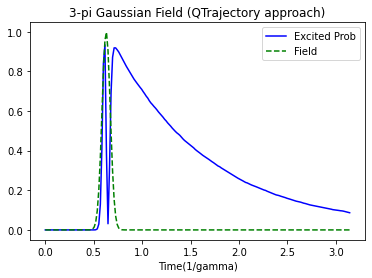 3-pi Gaussian Field (QTrajectory approach)
Excited Prob
Field
1.0
0.8
0.6
0.4
0.2
0.0
0.0 0.5 1.0 1.5 2.0 2.5 3.0
Time(1/gamma)